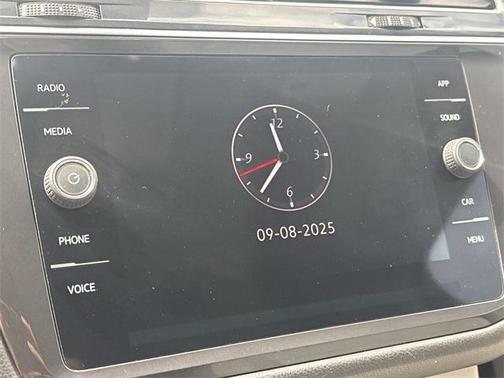 RADIO
MEDIA
PHONE
VOICE
12
9
3
6
09-08-2025
APP
SOUND
CAR
MENU